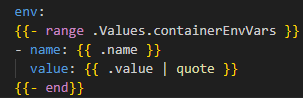 env:
{{- range .Values.containerEnvVars }}
- name: {{ .name }}
  value: {{ .value | quote }}
{{- end}}